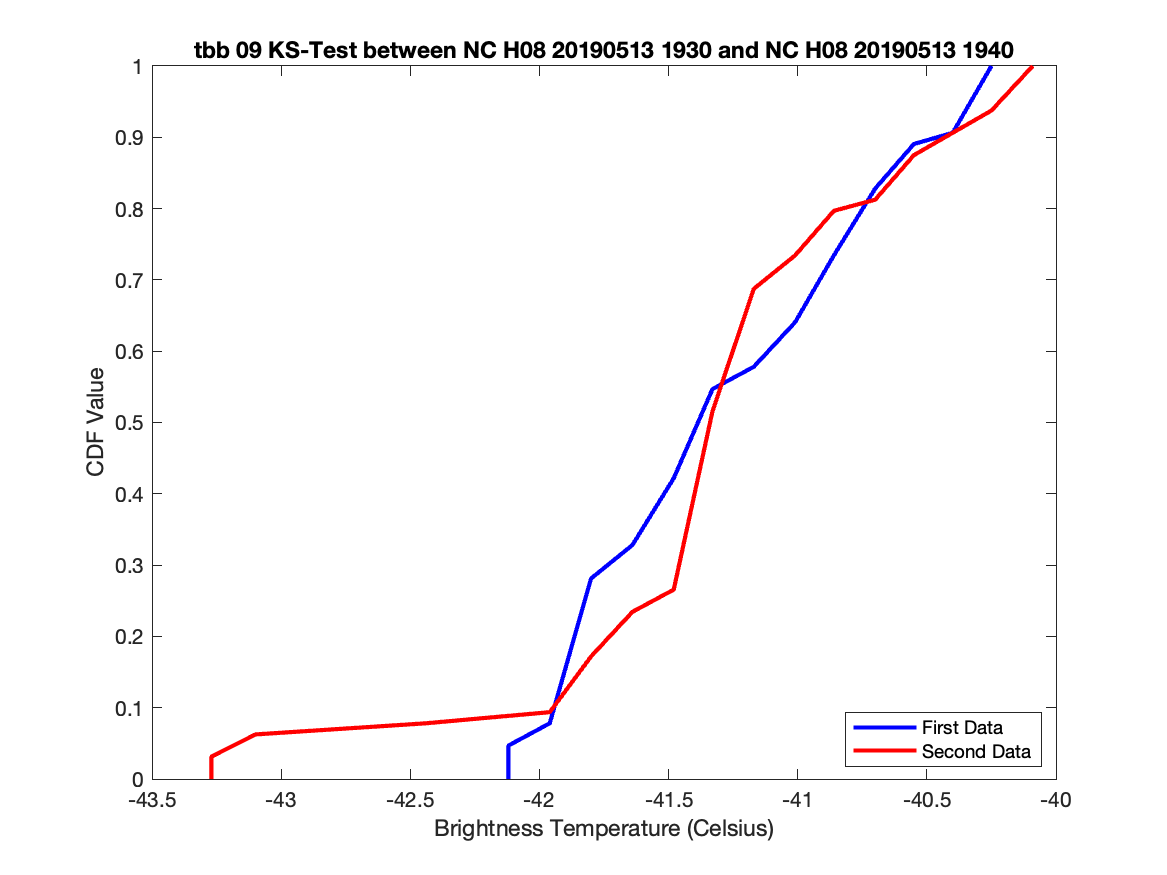 tbb 09 KS-Test between NC H08 20190513 1930 and NC H08 20190513 1940
1
0.9
0.8
0.7
0.6
0.5
0.4
0.3
0.2
0.1
0
CDF Value
First Data
Second Data
-43.5 -43 -42.5 -42 -41.5 -41 -40.5 -40
Brightness Temperature (Celsius)